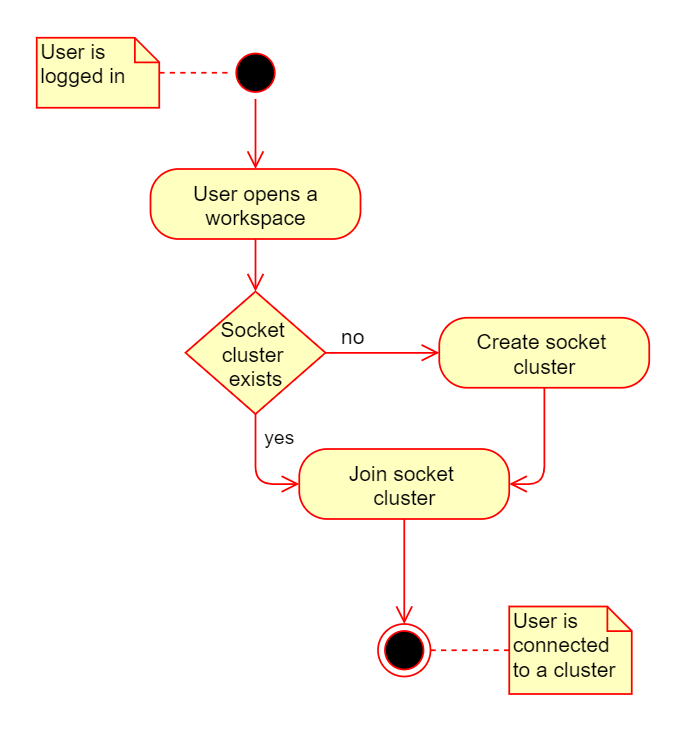 User is
logged in
User opens a
workspace
Socket
cluster
exists
no
Create socket
cluster
yes
Join socket
cluster
User is
connected
to a cluster